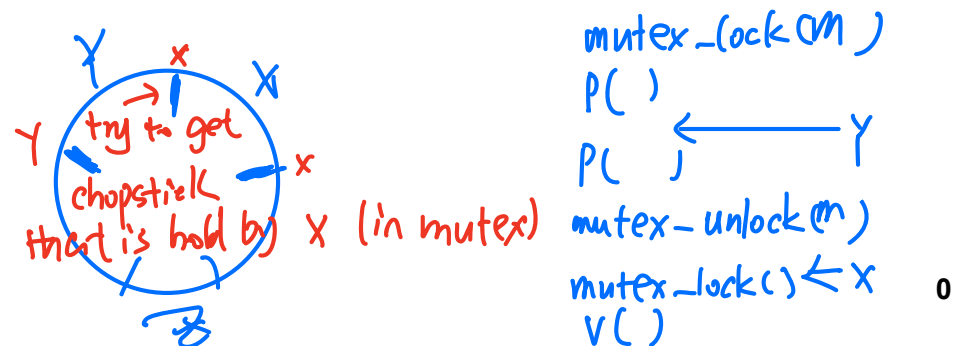 Y
x
X
Y
try to get
x
chopstick
that is hold by X (in mutex)
mutex_lock(m)
P( )
Y
P( )
mutex_unlock(m)
mutex_lock() ← X
V()
0